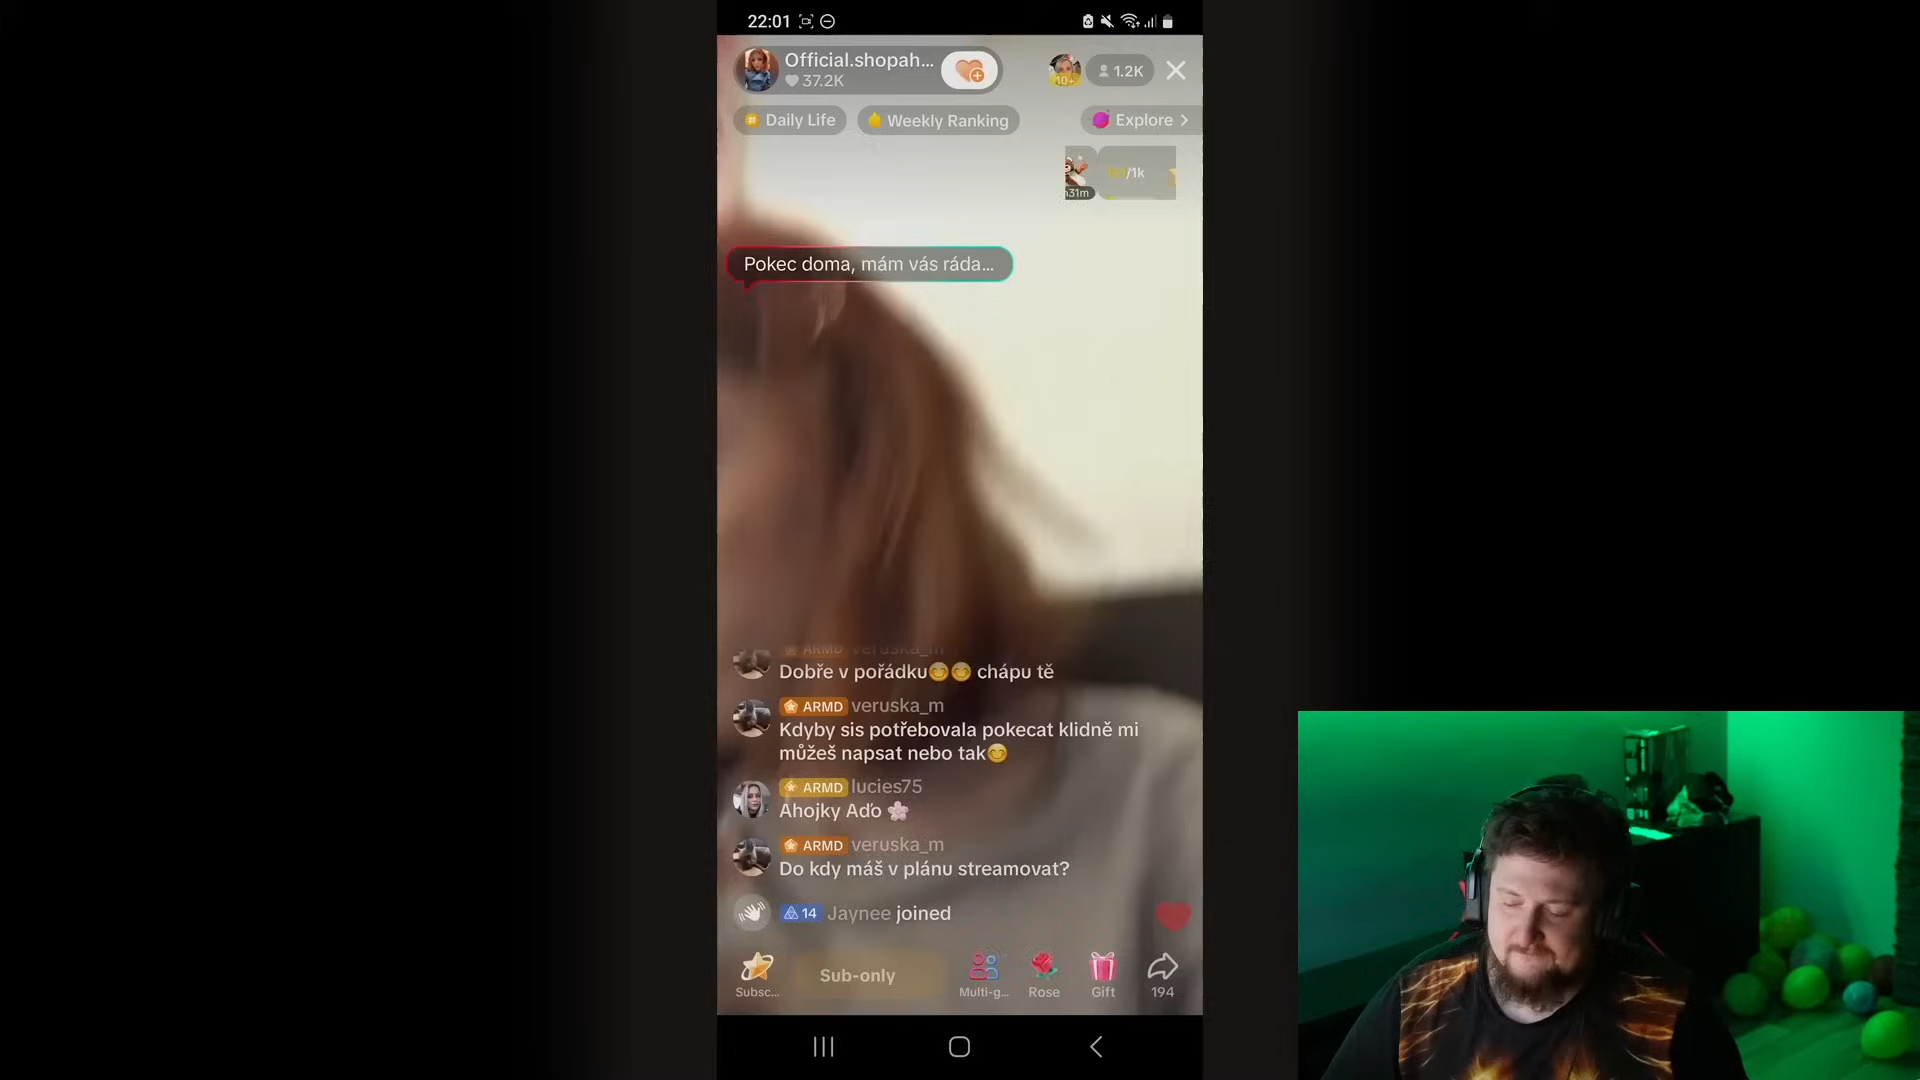 22:01
Official.shopah...
37.2K
10+
1.2K
Daily Life
Weekly Ranking
Explore
/1k
31m
Pokec doma, mám vás ráda...
ARMD veruska_m
Dobře v pořádku😊😊 chápu tě
ARMD veruska_m
Kdyby sis potřebovala pokecat klidně mi
můžeš napsat nebo tak😊
ARMD lucies75
Ahojky Aďo 🌸
ARMD veruska_m
Do kdy máš v plánu streamovat?
14 Jaynee joined
Sub-only
Subsc...
Multi-g...
Rose
Gift
194